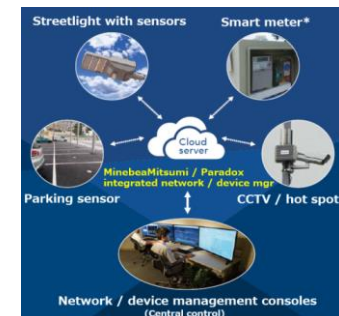 Streetlight with sensors
Smart meter*
Cloud
server
MinebeaMitsumi / Paradox
integrated network / device mgr
Parking sensor
CCTV / hot spot
Network / device management consoles
(Central control)